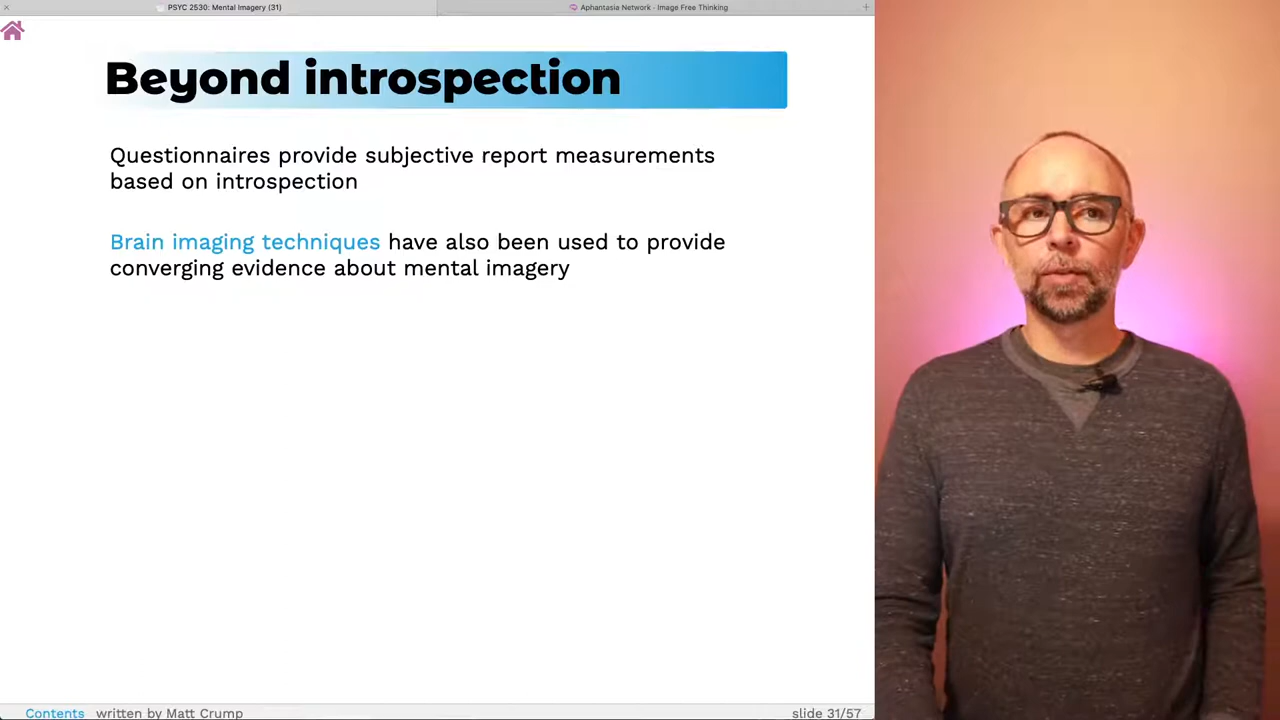 PSYC 2530: Mental Imagery (31)
Aphantasia Network - Image Free Thinking
Beyond introspection
Questionnaires provide subjective report measurements
based on introspection
Brain imaging techniques have also been used to provide
converging evidence about mental imagery
Contents written by Matt Crump
slide 31/57